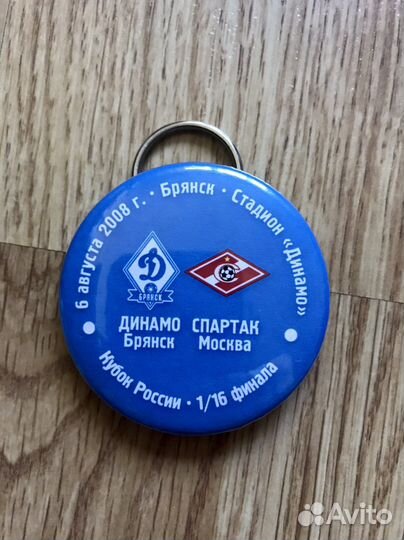 6 августа 2008 г. · Брянск · Стадион «Динамо»
Д
БРЯНСК
ДИНАМО СПАРТАК
Брянск Москва
Кубок России · 1/16 финала
Avito